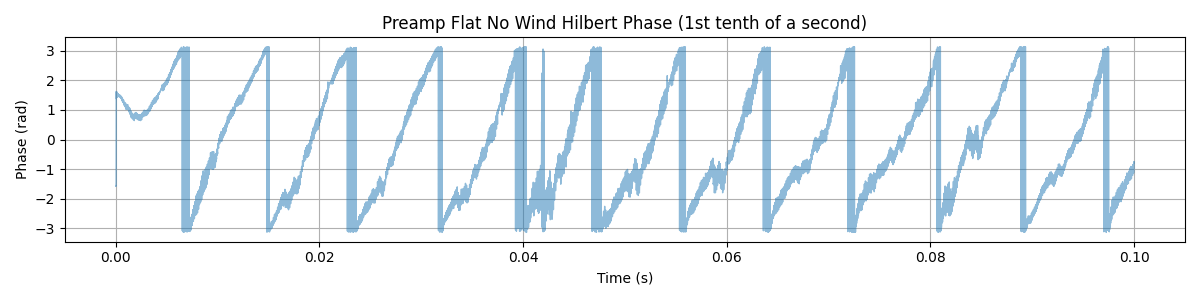 Preamp Flat No Wind Hilbert Phase (1st tenth of a second)
Phase (rad)
3
2
1
0
−1
−2
−3
0.00 0.02 0.04 0.06 0.08 0.10
Time (s)